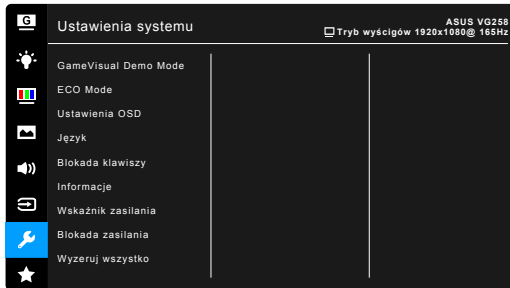 G
Ustawienia systemu
ASUS VG258
Tryb wyścigów 1920x1080@ 165Hz
GameVisual Demo Mode
ECO Mode
Ustawienia OSD
Język
Blokada klawiszy
Informacje
Wskaźnik zasilania
Blokada zasilania
Wyzeruj wszystko